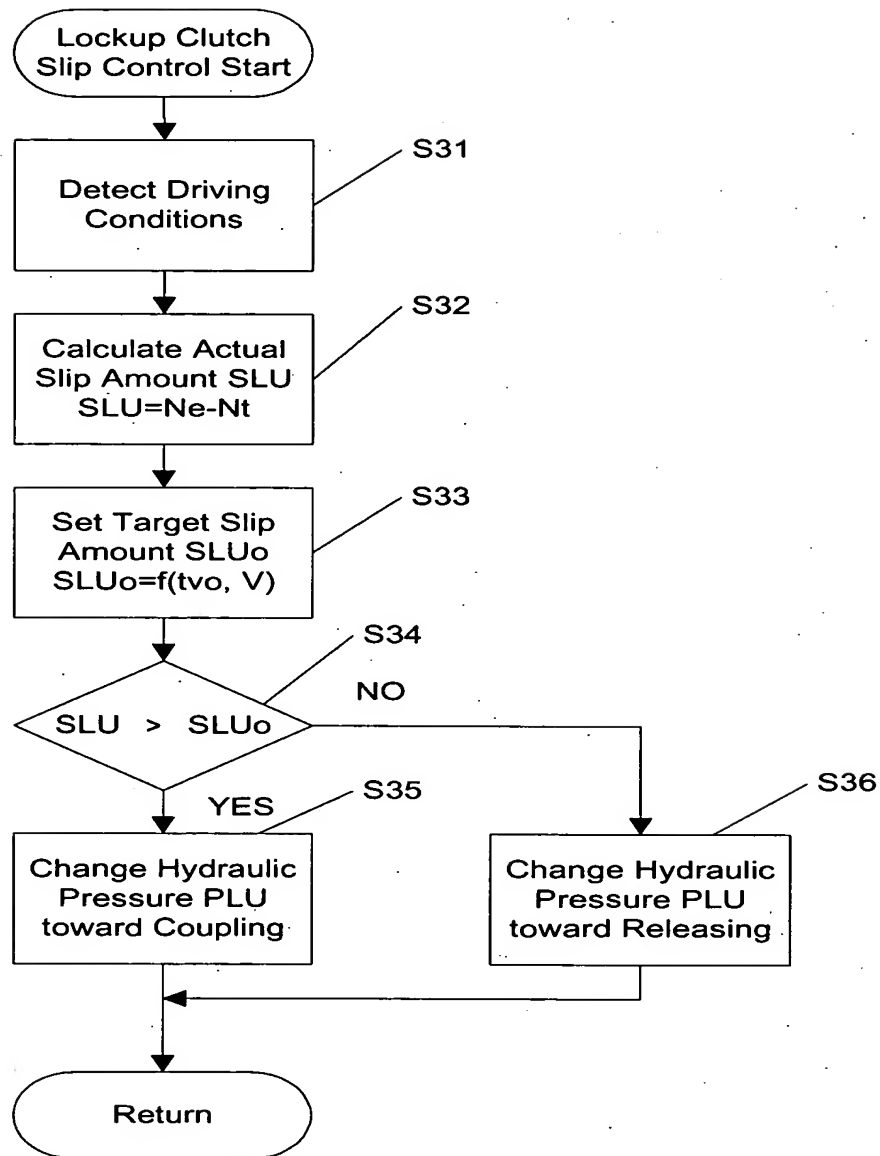 Lockup Clutch
Slip Control Start
S31
Detect Driving
Conditions
S32
Calculate Actual
Slip Amount SLU
SLU=Ne-Nt
S33
Set Target Slip
Amount SLUo
SLUo=f(tvo, V)
S34
NO
SLU > SLUo
YES
S35
S36
Change Hydraulic
Pressure PLU
toward Coupling
Change Hydraulic
Pressure PLU
toward Releasing
Return